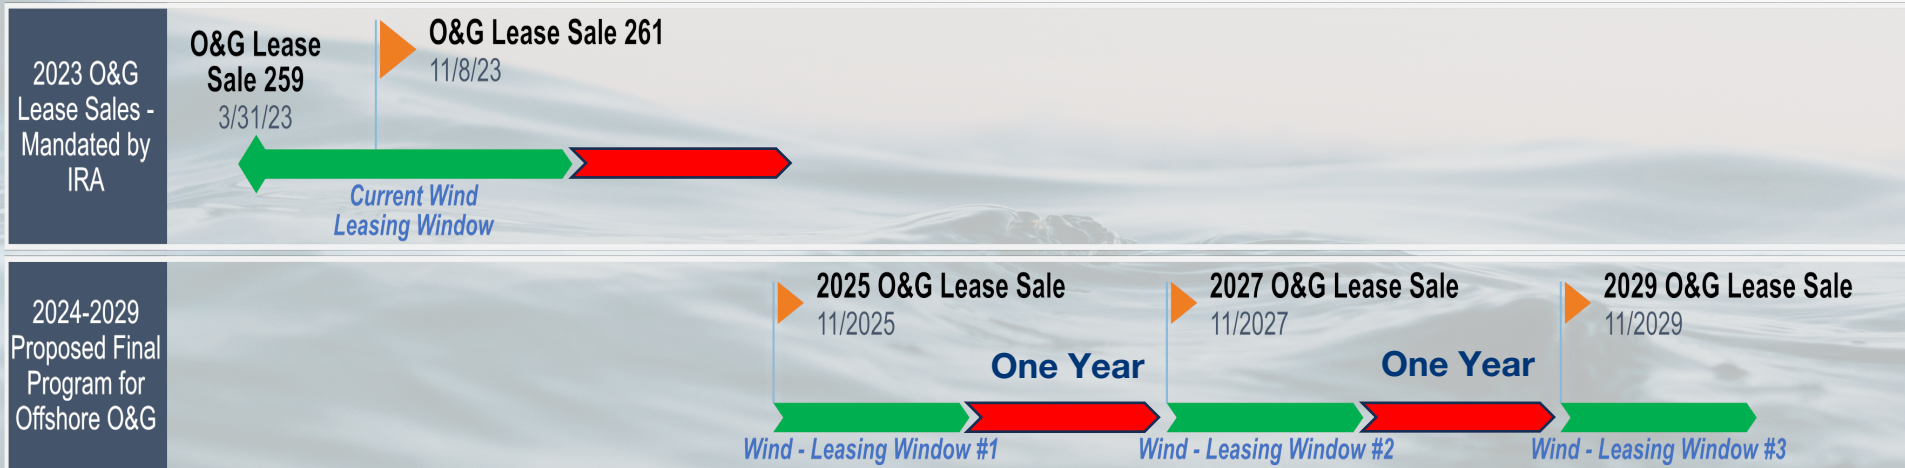 2023 O&G
Lease Sales -
Mandated by
IRA
O&G Lease
Sale 259
3/31/23
O&G Lease Sale 261
11/8/23
Current Wind
Leasing Window
2024-2029
Proposed Final
Program for
Offshore O&G
2025 O&G Lease Sale
11/2025
One Year
2027 O&G Lease Sale
11/2027
One Year
2029 O&G Lease Sale
11/2029
Wind - Leasing Window #1
Wind - Leasing Window #2
Wind - Leasing Window #3